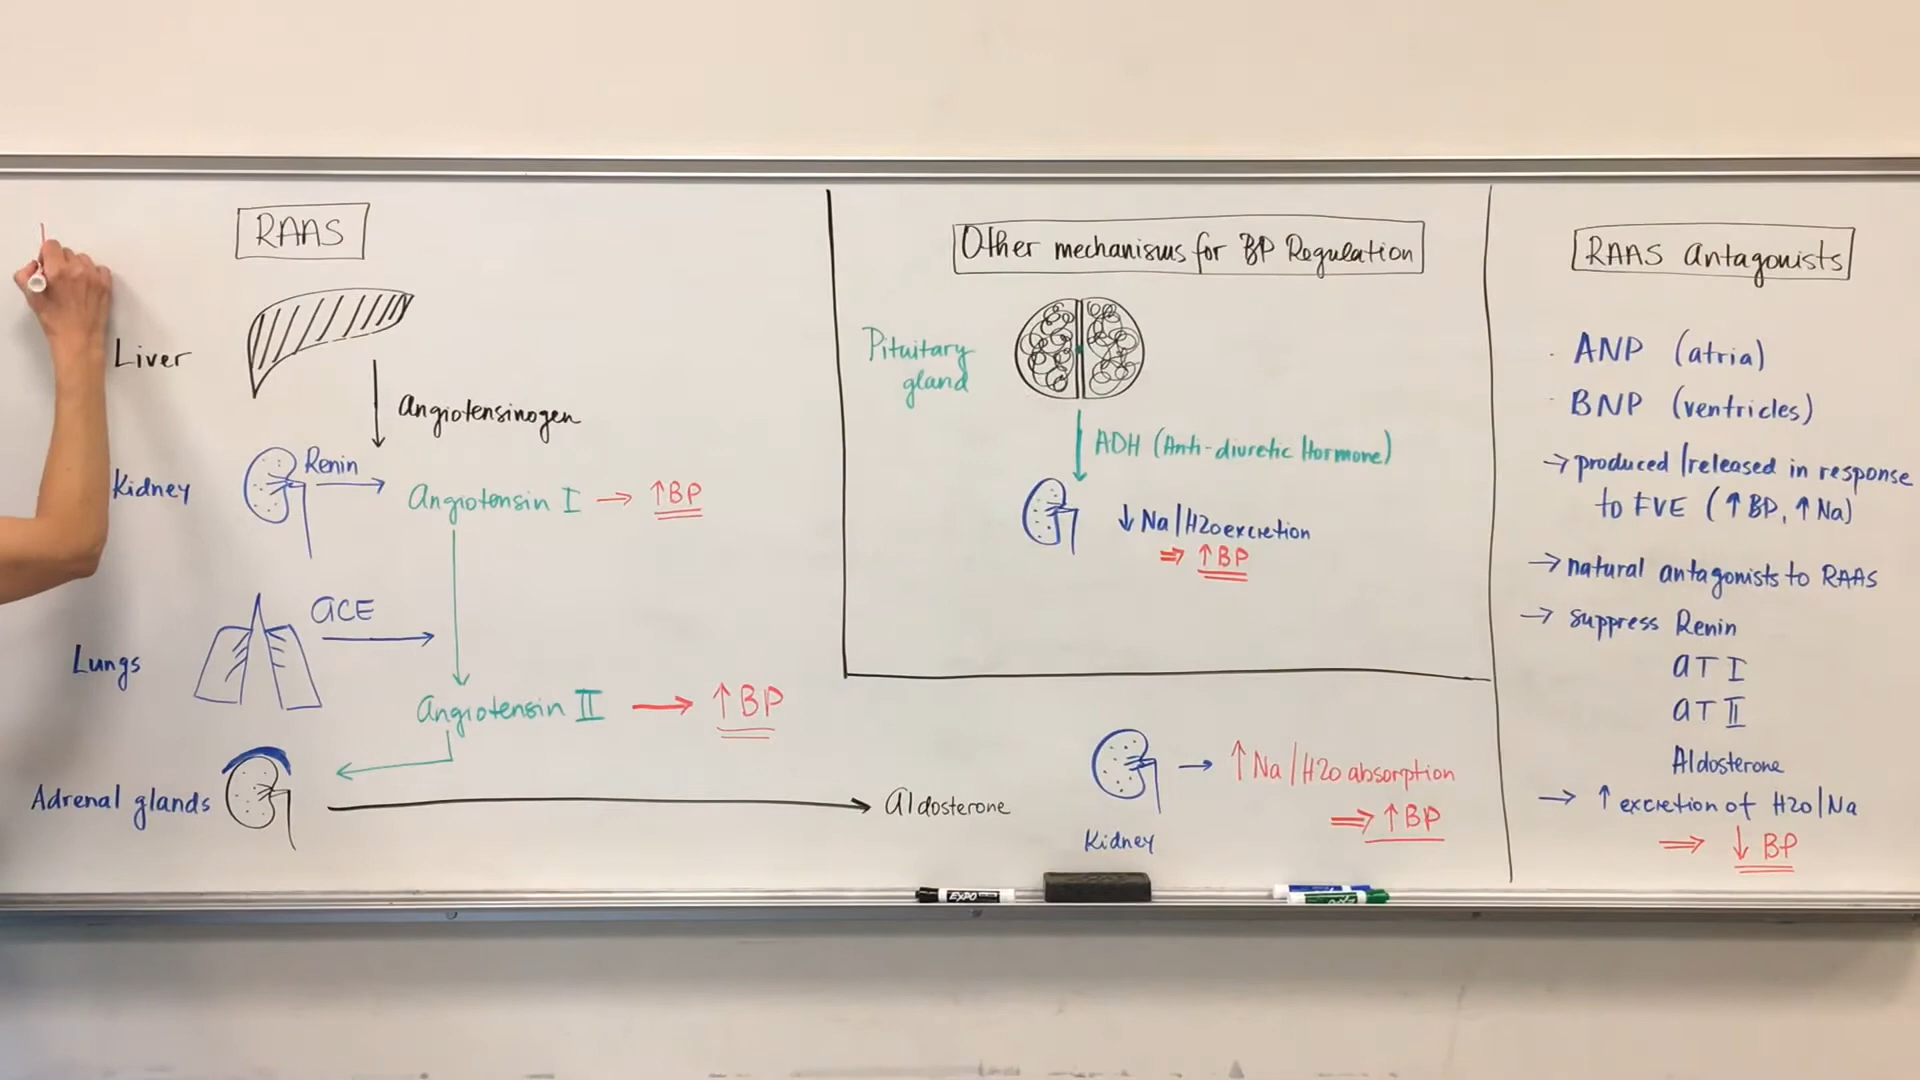 RAAS
Liver
Angiotensinogen
Kidney
Renin
Angiotensin I → ↑BP
ACE
Lungs
Angiotensin II → ↑BP
Adrenal glands
Aldosterone
Kidney
→ ↑Na/H2O absorption
⇒ ↑BP
Other mechanisms for BP Regulation
Pituitary
gland
ADH (Anti-diuretic Hormone)
↓Na/H2O excretion
⇒ ↑BP
RAAS Antagonists
· ANP (atria)
· BNP (ventricles)
→ produced/released in response
to FVE (↑BP, ↑Na)
→ natural antagonists to RAAS
→ suppress Renin
AT I
AT II
Aldosterone
→ ↑ excretion of H2O/Na
⇒ ↓ BP
EXPO